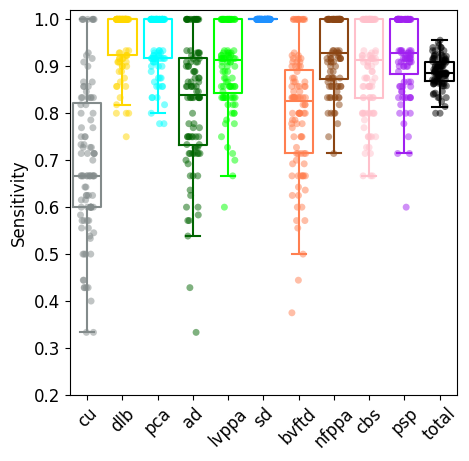 1.0
0.9
0.8
0.7
0.6
0.5
0.4
0.3
0.2
Sensitivity
cu
dlb
pca
ad
lvppa
sd
bvftd
nfppa
cbs
psp
total